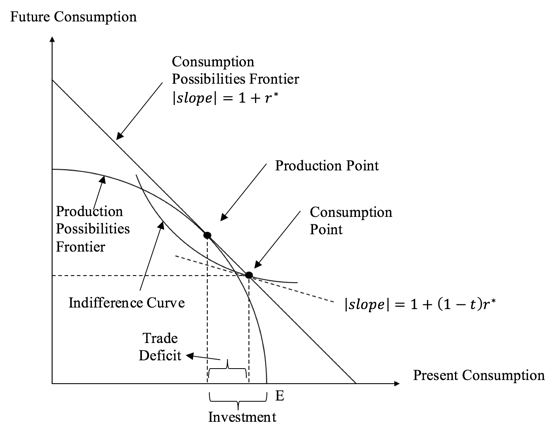 Future Consumption
Consumption
Possibilities Frontier
|slope| = 1 + r*
Production Point
Production
Possibilities
Frontier
Consumption
Point
Indifference Curve
|slope| = 1 + (1 − t)r*
Trade
Deficit
Present Consumption
E
Investment